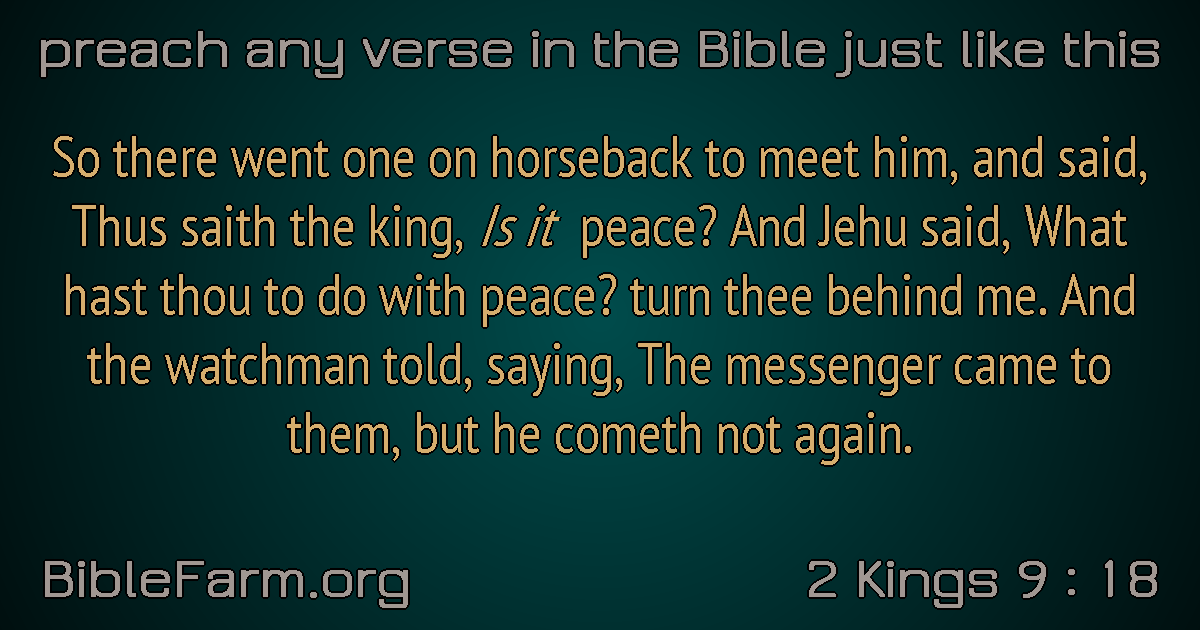 preach any verse in the Bible just like this
So there went one on horseback to meet him, and said,
Thus saith the king, Is it peace? And Jehu said, What
hast thou to do with peace? turn thee behind me. And
the watchman told, saying, The messenger came to
them, but he cometh not again.
BibleFarm.org
2 Kings 9 : 18